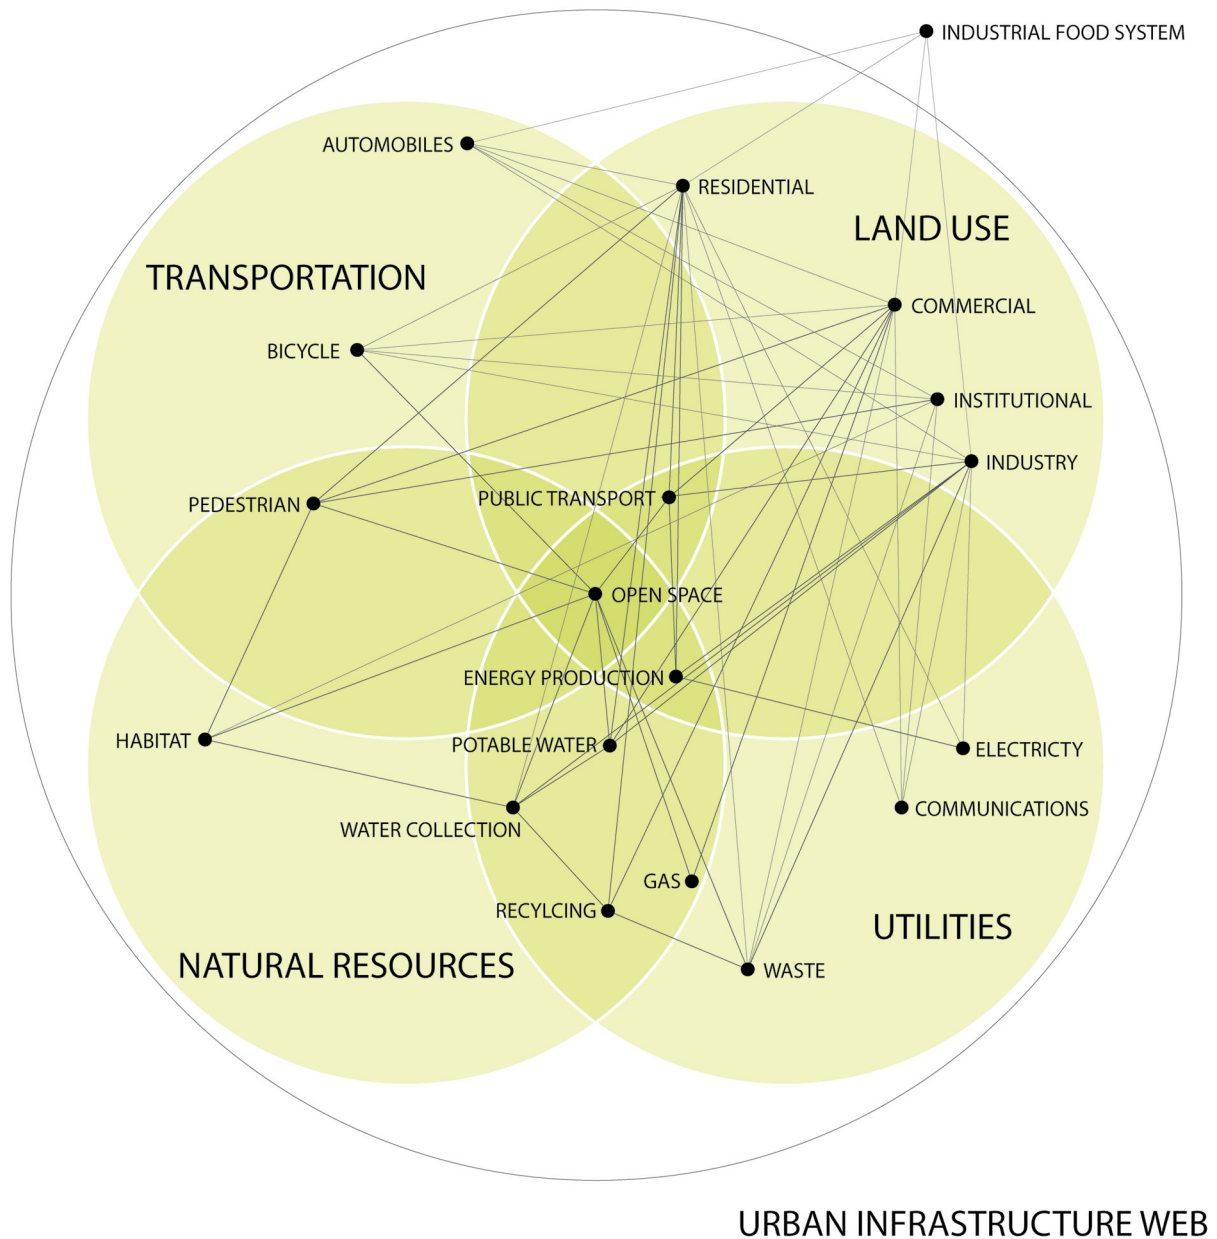 INDUSTRIAL FOOD SYSTEM
AUTOMOBILES
RESIDENTIAL
LAND USE
TRANSPORTATION
COMMERCIAL
BICYCLE
INSTITUTIONAL
INDUSTRY
PUBLIC TRANSPORT
PEDESTRIAN
OPEN SPACE
ENERGY PRODUCTION
HABITAT
POTABLE WATER
ELECTRICTY
COMMUNICATIONS
WATER COLLECTION
GAS
RECYLCING
UTILITIES
NATURAL RESOURCES
WASTE
URBAN INFRASTRUCTURE WEB